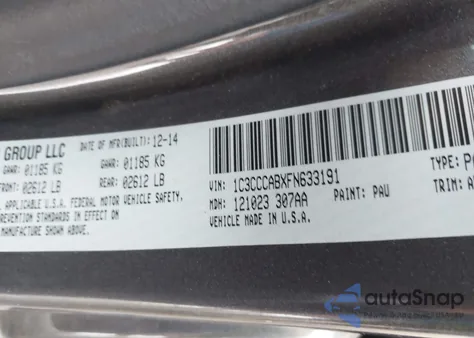 GROUP LLC
DATE OF MFR(BUILT): 12-14
GAWR: 01185 KG
GAWR: 01185 KG
FRONT: 02612 LB
REAR: 02612 LB
APPLICABLE U.S.A. FEDERAL MOTOR VEHICLE SAFETY,
PREVENTION STANDARDS IN EFFECT ON
MANUFACTURE SHOWN ABOVE.
VIN: 1C3CCCABXFN633191
TYPE:
MDH: 121023 307AA
PAINT: PAU
TRIM:
VEHICLE MADE IN U.S.A.
autoSnap